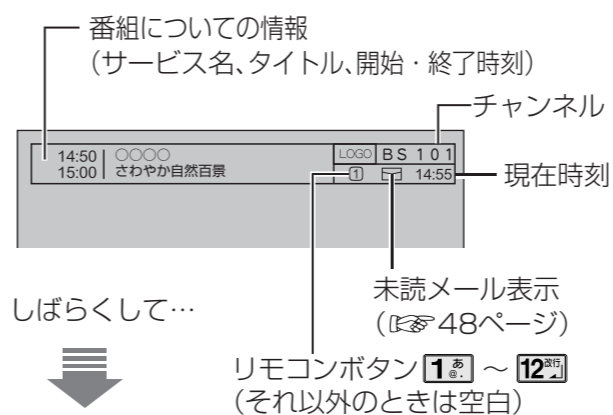 番組についての情報
(サービス名、タイトル、開始・終了時刻)
チャンネル
14:50 ○○○○ LOGO BS 101
15:00 さわやか自然百景 1 14:55
現在時刻
しばらくして…
未読メール表示
(☞48ページ)
リモコンボタン 1 あ @. ~ 12 改行
(それ以外のときは空白)